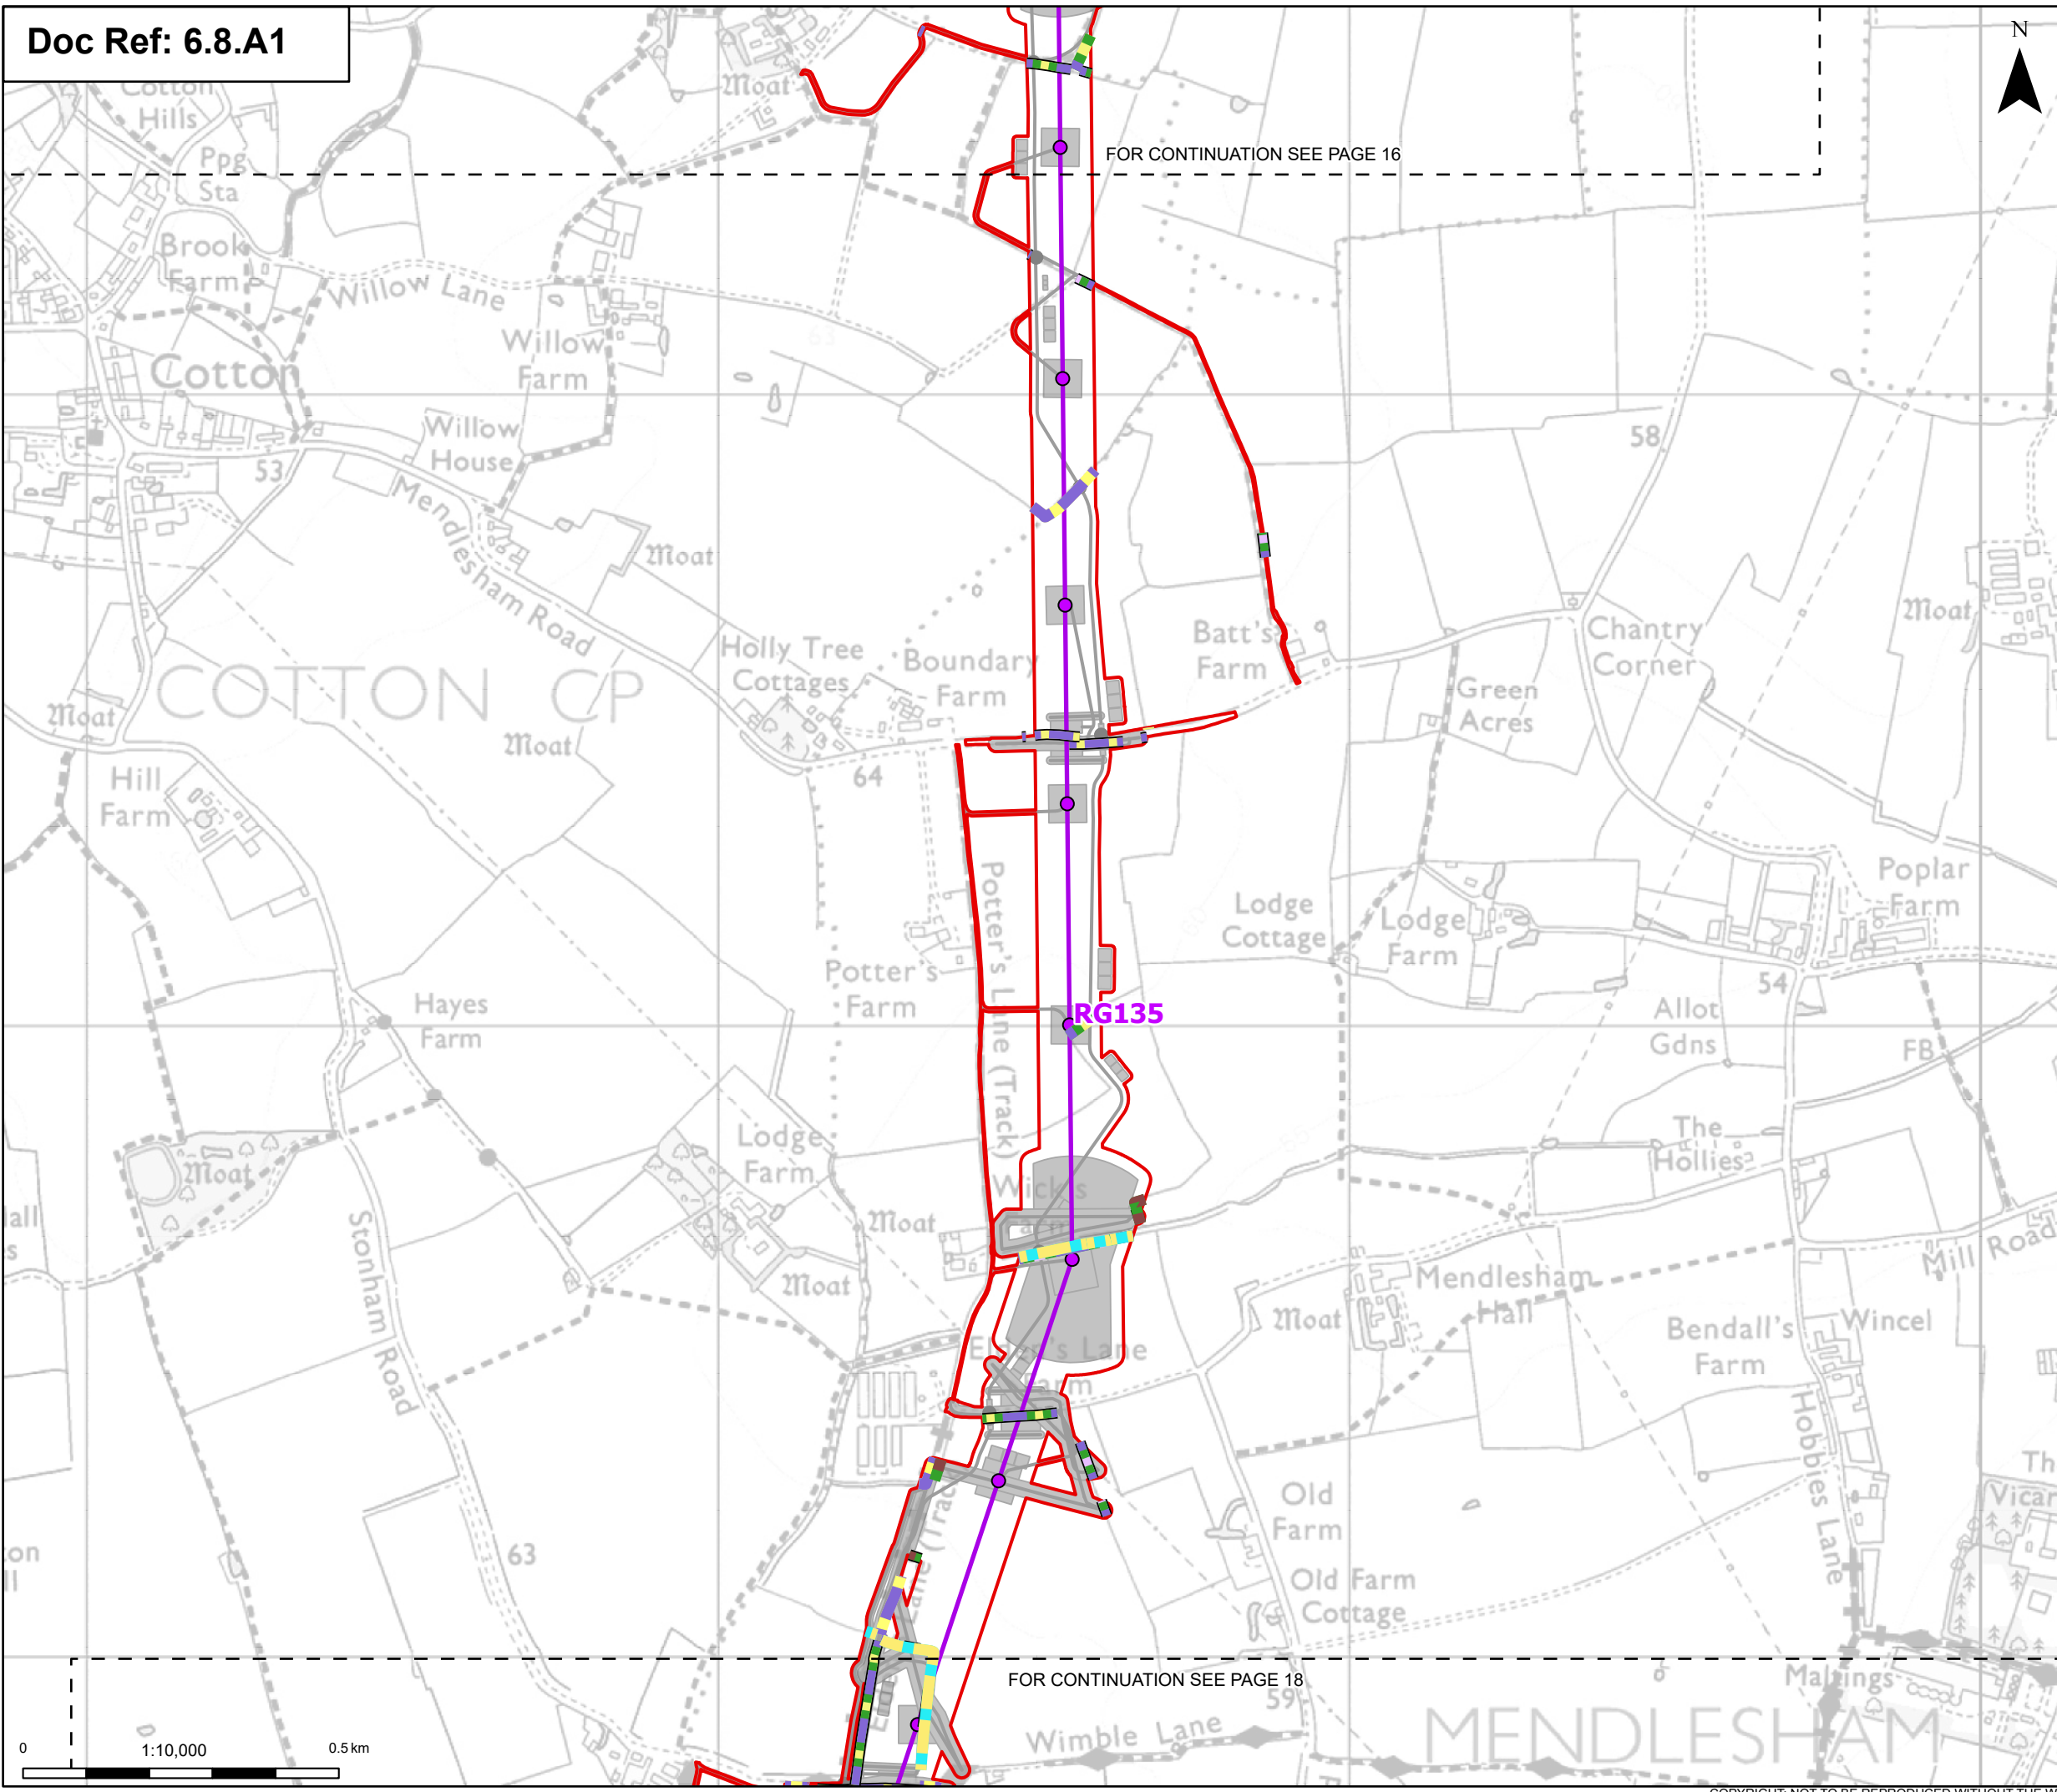 Doc Ref: 6.8.A1
N
Cotton
Hills
Moat
FOR CONTINUATION SEE PAGE 16
Ppg
Sta
Brook
Farm
Willow Lane
Willow
Farm
63
Cotton
Willow
House
53
58
Mendlesham Road
Moat
Moat
Batt's
Farm
Chantry
Corner
Holly Tree
Cottages
Boundary
Farm
COTTON CP
Green
Acres
Moat
Moat
64
Hill
Farm
Potter's Lane (Track)
60
Poplar
Farm
Lodge
Cottage
Lodge
Farm
Potter's
Farm
54
Hayes
Farm
RG135
Allot
Gdns
FB
55
The
Hollies
Lodge
Farm
Moat
Moat
Mill Road
Stonham Road
Moat
Mendlesham
Hall
Moat
Bendall's
Farm
Wincel
Lane
Farm
Hobbies Lane
Old
Farm
63
Old Farm
Cottage
FOR CONTINUATION SEE PAGE 18
59
Wimble Lane
MENDLESHAM
0
1:10,000
0.5 km